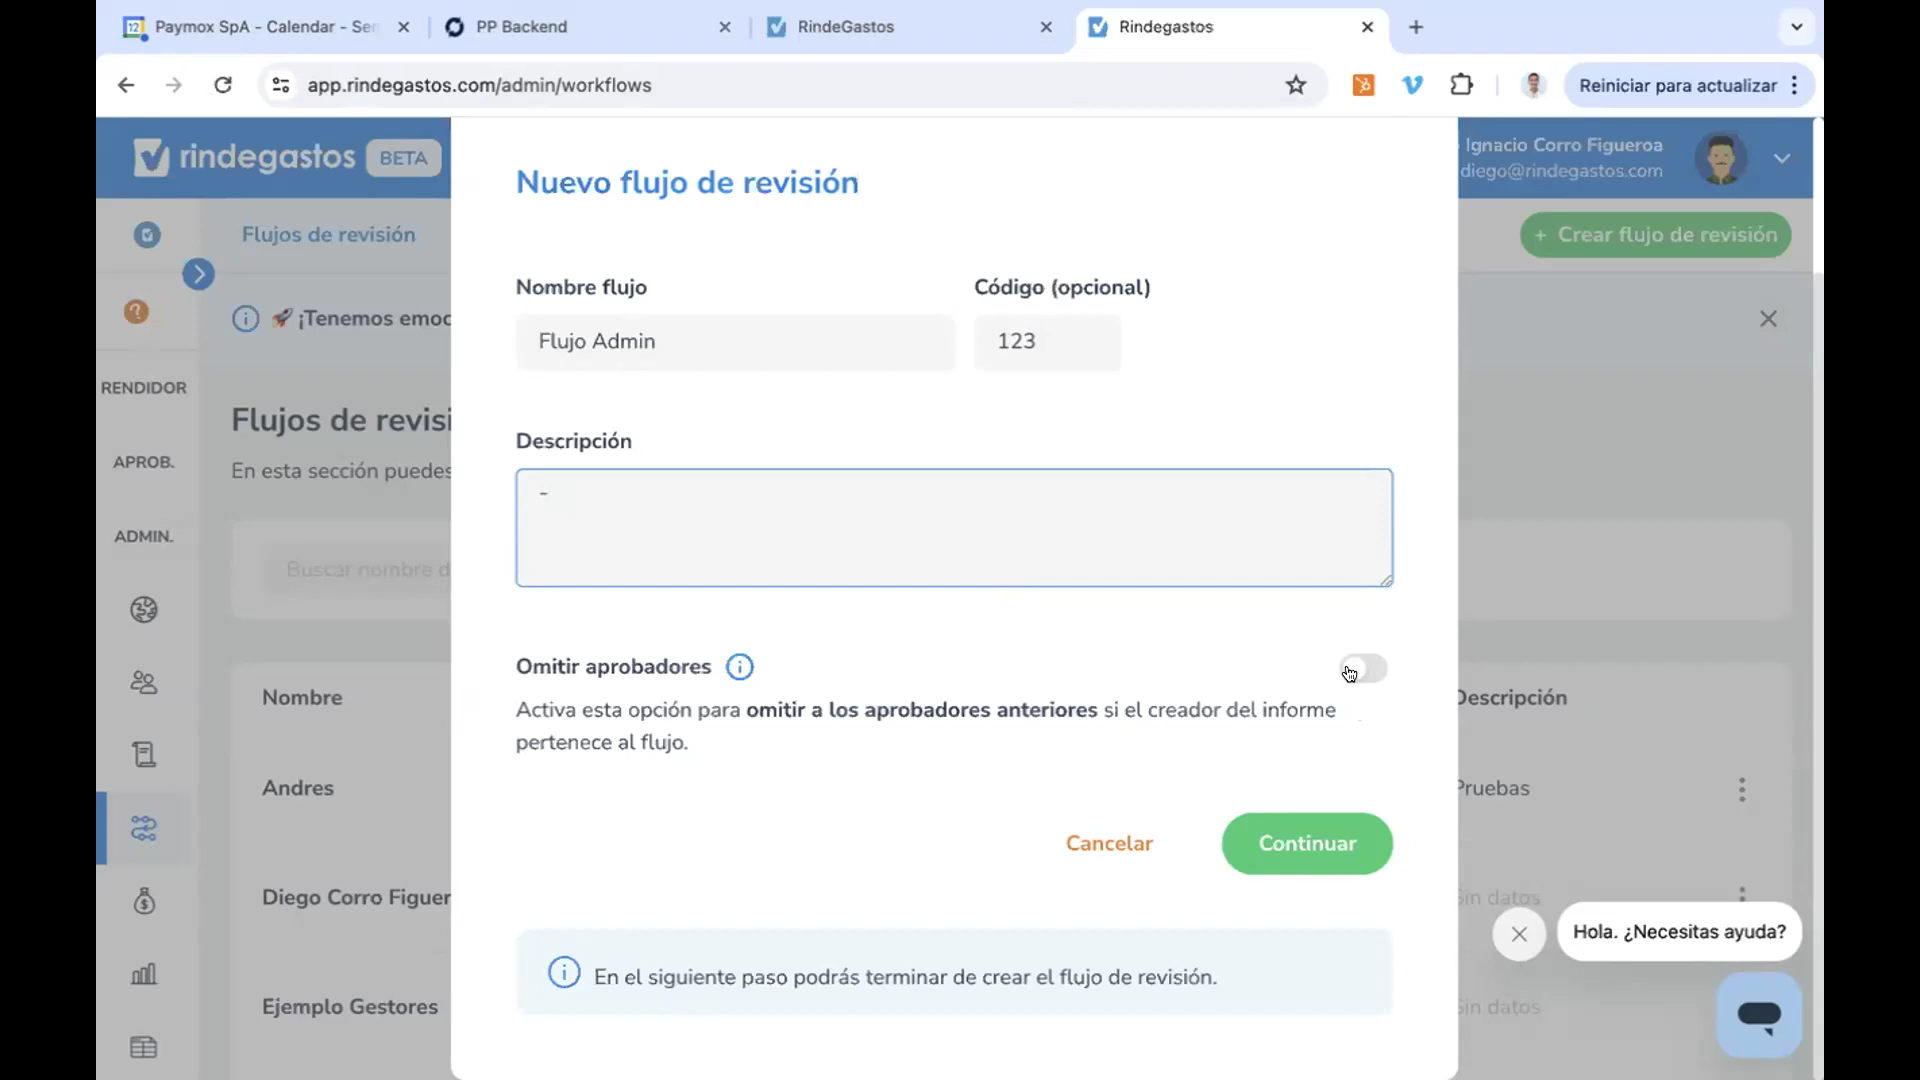 Paymox SpA - Calendar - Ser
PP Backend
RindeGastos
Rindegastos
app.rindegastos.com/admin/workflows
Reiniciar para actualizar
rindegastos BETA
Ignacio Corro Figueroa
diego@rindegastos.com
Flujos de revisión
+ Crear flujo de revisión
🚀 ¡Tenemos emoc
RENDIDOR
APROB.
ADMIN.
Flujos de revisi
En esta sección puedes
Buscar nombre d
Nombre
Descripción
Andres
Pruebas
Diego Corro Figuer
Sin datos
Ejemplo Gestores
Sin datos
Nuevo flujo de revisión
Nombre flujo
Código (opcional)
Flujo Admin
123
Descripción
-
Omitir aprobadores
Activa esta opción para omitir a los aprobadores anteriores si el creador del informe
pertenece al flujo.
Cancelar
Continuar
En el siguiente paso podrás terminar de crear el flujo de revisión.
Hola. ¿Necesitas ayuda?